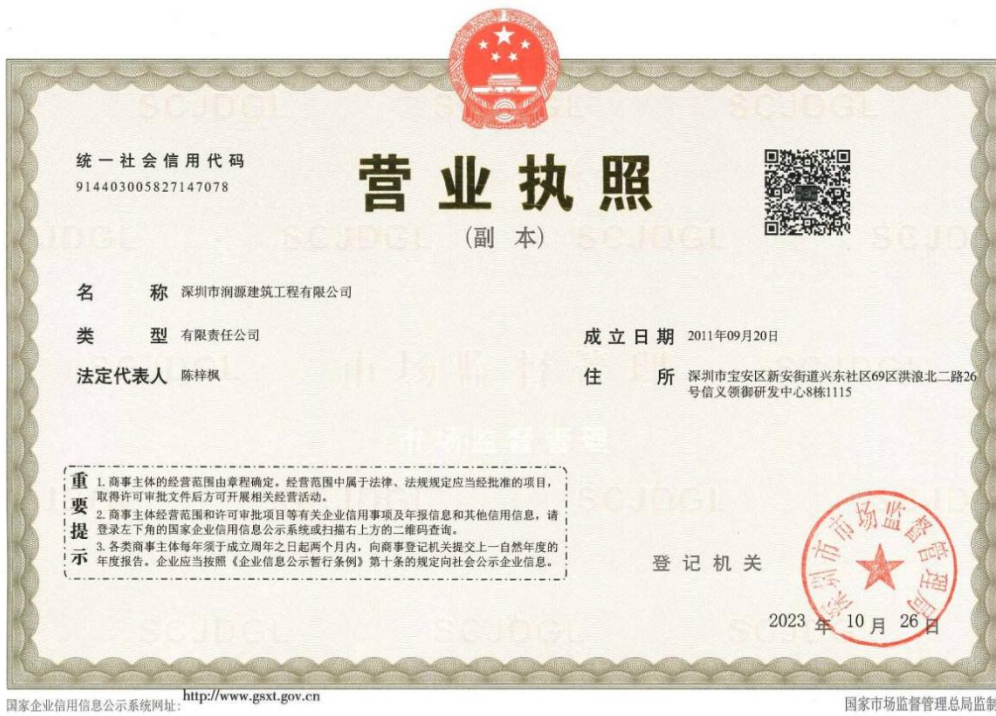 统一社会信用代码
914403005827147078
营业执照
(副 本)
名 称 深圳市润源建筑工程有限公司
类 型 有限责任公司
成立日期 2011年09月20日
法定代表人 陈梓枫
住 所 深圳市宝安区新安街道兴东社区69区洪浪北二路26
号信义领御研发中心8栋1115
重要提示
1. 商事主体的经营范围由章程确定。经营范围中属于法律、法规规定应当经批准的项目，
取得许可审批文件后方可开展相关经营活动。
2. 商事主体经营范围和许可审批项目等有关企业信用事项及年报信息和其他信用信息，请
登录左下角的国家企业信用信息公示系统或扫描右上方的二维码查询。
3. 各类商事主体每年须于成立周年之日起两个月内，向商事登记机关提交上一自然年度的
年度报告。企业应当按照《企业信息公示暂行条例》第十条的规定向社会公示企业信息。
登记机关
深圳市市场监督管理局
2023 年 10 月 26 日
国家企业信用信息公示系统网址: http://www.gsxt.gov.cn
国家市场监督管理总局监制
SCJDGL
市场监督管理